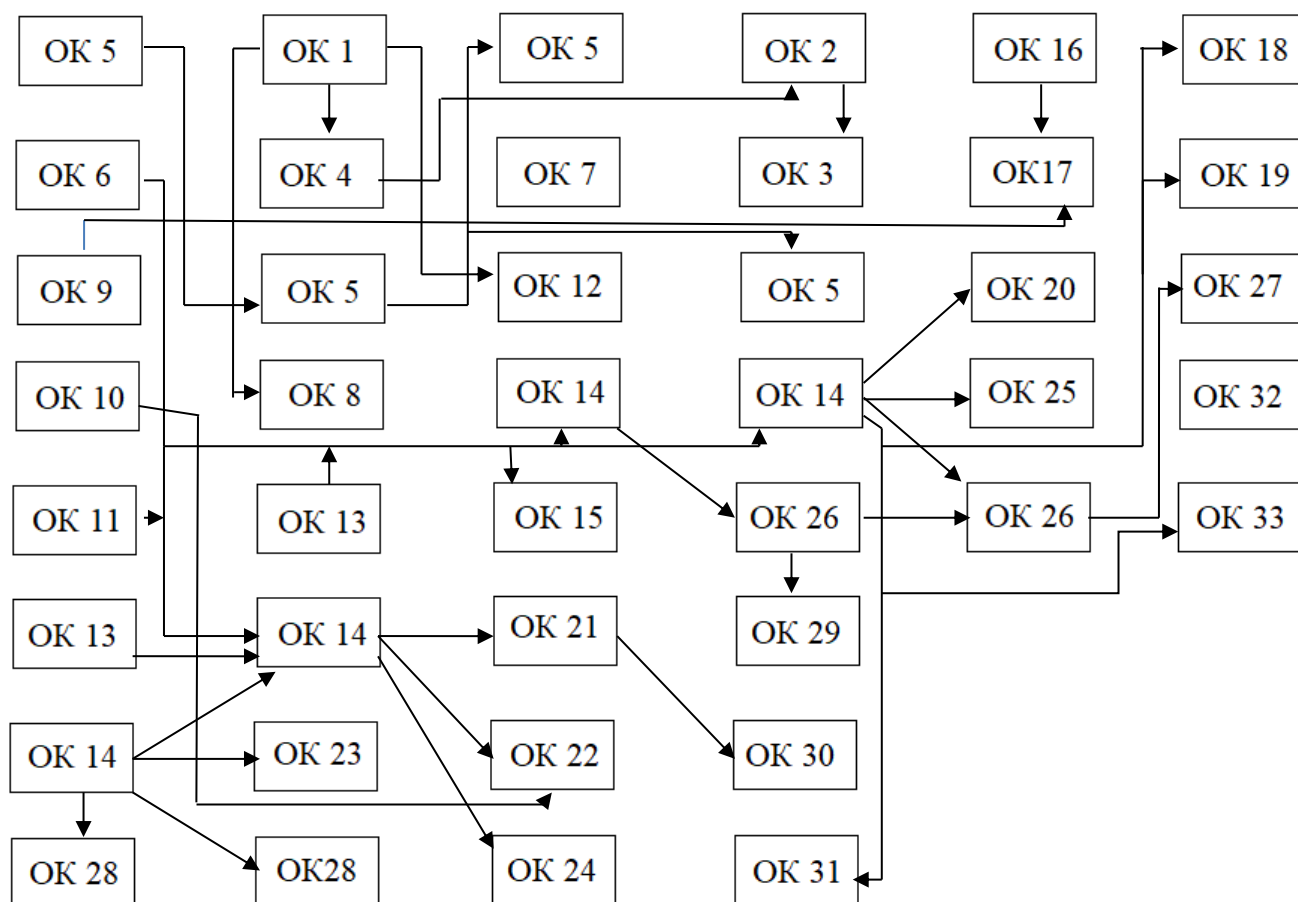 ОК 5 ОК 1 ОК 5 ОК 2 ОК 16 ОК 18
ОК 6 ОК 4 ОК 7 ОК 3 ОК17 ОК 19
ОК 9 ОК 5 ОК 12 ОК 5 ОК 20 ОК 27
ОК 10 ОК 8 ОК 14 ОК 14 ОК 25 ОК 32
ОК 11 ОК 13 ОК 15 ОК 26 ОК 26 ОК 33
ОК 13 ОК 14 ОК 21 ОК 29
ОК 14 ОК 23 ОК 22 ОК 30
ОК 28 ОК28 ОК 24 ОК 31